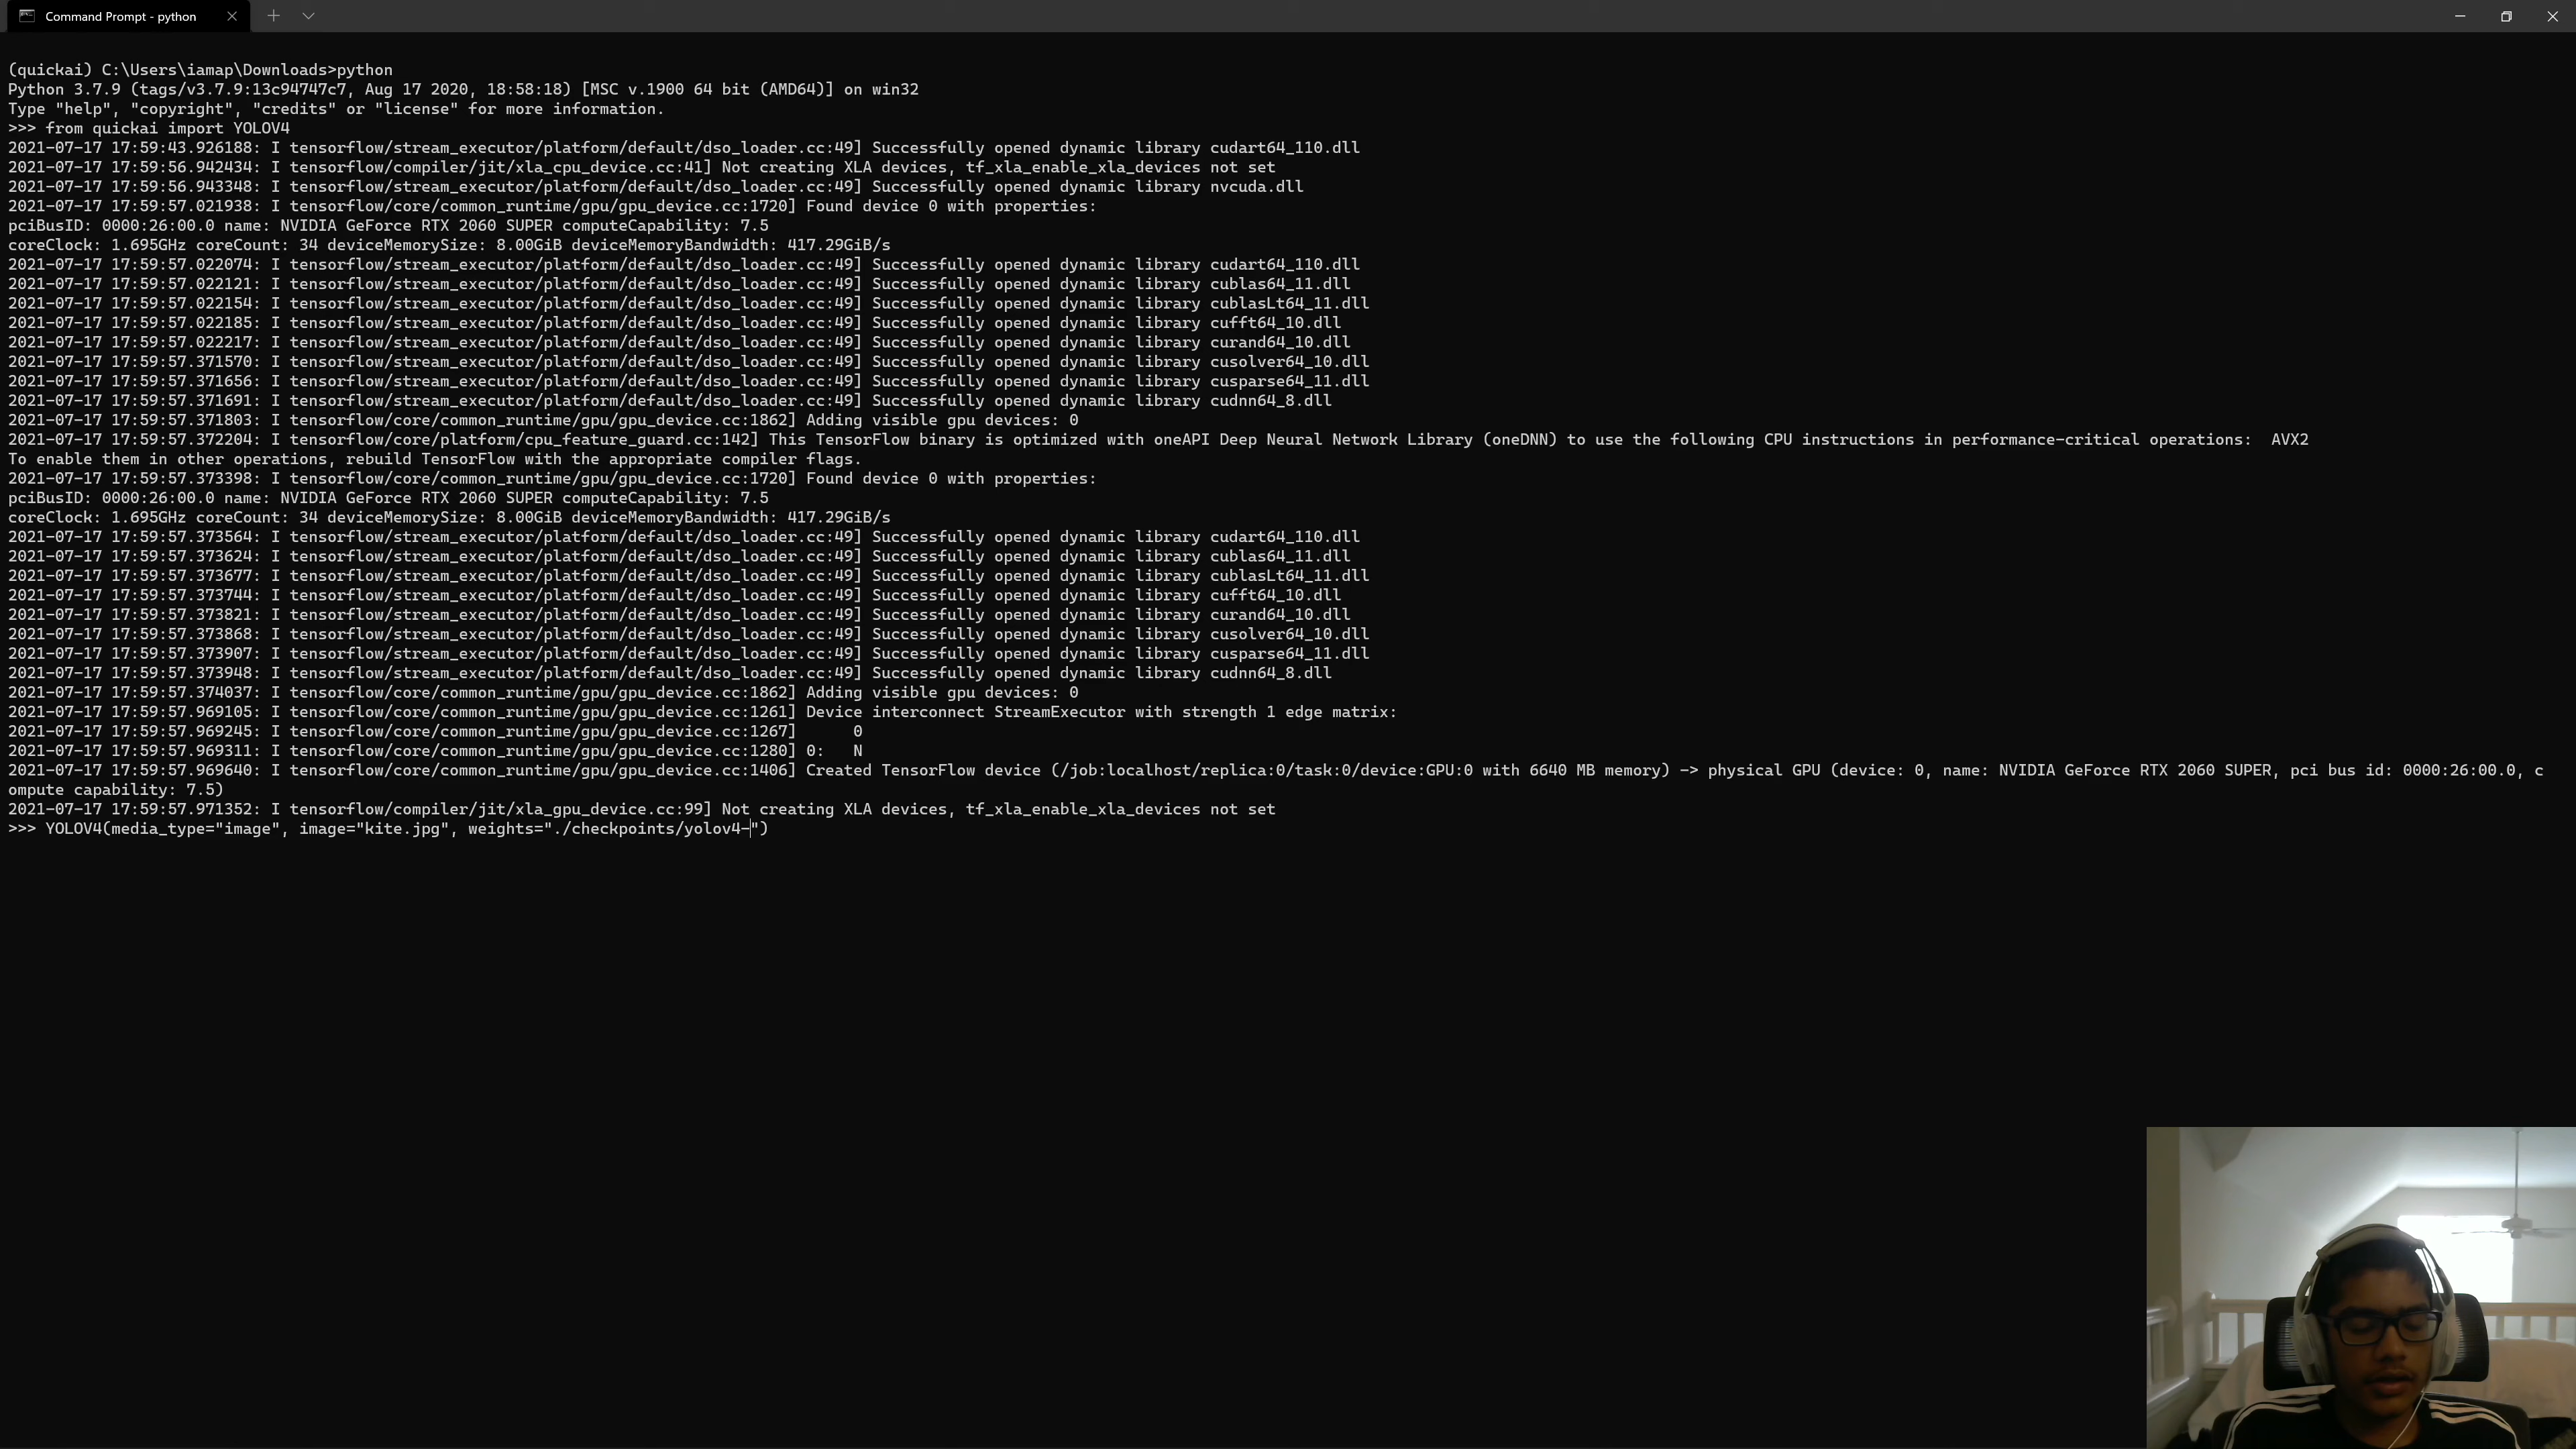 Command Prompt - python
(quickai) C:\Users\iamap\Downloads>python
Python 3.7.9 (tags/v3.7.9:13c94747c7, Aug 17 2020, 18:58:18) [MSC v.1900 64 bit (AMD64)] on win32
Type "help", "copyright", "credits" or "license" for more information.
>>> from quickai import YOLOV4
2021-07-17 17:59:43.926188: I tensorflow/stream_executor/platform/default/dso_loader.cc:49] Successfully opened dynamic library cudart64_110.dll
2021-07-17 17:59:56.942434: I tensorflow/compiler/jit/xla_cpu_device.cc:41] Not creating XLA devices, tf_xla_enable_xla_devices not set
2021-07-17 17:59:56.943348: I tensorflow/stream_executor/platform/default/dso_loader.cc:49] Successfully opened dynamic library nvcuda.dll
2021-07-17 17:59:57.021938: I tensorflow/core/common_runtime/gpu/gpu_device.cc:1720] Found device 0 with properties:
pciBusID: 0000:26:00.0 name: NVIDIA GeForce RTX 2060 SUPER computeCapability: 7.5
coreClock: 1.695GHz coreCount: 34 deviceMemorySize: 8.00GiB deviceMemoryBandwidth: 417.29GiB/s
2021-07-17 17:59:57.022074: I tensorflow/stream_executor/platform/default/dso_loader.cc:49] Successfully opened dynamic library cudart64_110.dll
2021-07-17 17:59:57.022121: I tensorflow/stream_executor/platform/default/dso_loader.cc:49] Successfully opened dynamic library cublas64_11.dll
2021-07-17 17:59:57.022154: I tensorflow/stream_executor/platform/default/dso_loader.cc:49] Successfully opened dynamic library cublasLt64_11.dll
2021-07-17 17:59:57.022185: I tensorflow/stream_executor/platform/default/dso_loader.cc:49] Successfully opened dynamic library cufft64_10.dll
2021-07-17 17:59:57.022217: I tensorflow/stream_executor/platform/default/dso_loader.cc:49] Successfully opened dynamic library curand64_10.dll
2021-07-17 17:59:57.371570: I tensorflow/stream_executor/platform/default/dso_loader.cc:49] Successfully opened dynamic library cusolver64_10.dll
2021-07-17 17:59:57.371656: I tensorflow/stream_executor/platform/default/dso_loader.cc:49] Successfully opened dynamic library cusparse64_11.dll
2021-07-17 17:59:57.371691: I tensorflow/stream_executor/platform/default/dso_loader.cc:49] Successfully opened dynamic library cudnn64_8.dll
2021-07-17 17:59:57.371803: I tensorflow/core/common_runtime/gpu/gpu_device.cc:1862] Adding visible gpu devices: 0
2021-07-17 17:59:57.372204: I tensorflow/core/platform/cpu_feature_guard.cc:142] This TensorFlow binary is optimized with oneAPI Deep Neural Network Library (oneDNN) to use the following CPU instructions in performance-critical operations:  AVX2
To enable them in other operations, rebuild TensorFlow with the appropriate compiler flags.
2021-07-17 17:59:57.373398: I tensorflow/core/common_runtime/gpu/gpu_device.cc:1720] Found device 0 with properties:
pciBusID: 0000:26:00.0 name: NVIDIA GeForce RTX 2060 SUPER computeCapability: 7.5
coreClock: 1.695GHz coreCount: 34 deviceMemorySize: 8.00GiB deviceMemoryBandwidth: 417.29GiB/s
2021-07-17 17:59:57.373564: I tensorflow/stream_executor/platform/default/dso_loader.cc:49] Successfully opened dynamic library cudart64_110.dll
2021-07-17 17:59:57.373624: I tensorflow/stream_executor/platform/default/dso_loader.cc:49] Successfully opened dynamic library cublas64_11.dll
2021-07-17 17:59:57.373677: I tensorflow/stream_executor/platform/default/dso_loader.cc:49] Successfully opened dynamic library cublasLt64_11.dll
2021-07-17 17:59:57.373744: I tensorflow/stream_executor/platform/default/dso_loader.cc:49] Successfully opened dynamic library cufft64_10.dll
2021-07-17 17:59:57.373821: I tensorflow/stream_executor/platform/default/dso_loader.cc:49] Successfully opened dynamic library curand64_10.dll
2021-07-17 17:59:57.373868: I tensorflow/stream_executor/platform/default/dso_loader.cc:49] Successfully opened dynamic library cusolver64_10.dll
2021-07-17 17:59:57.373907: I tensorflow/stream_executor/platform/default/dso_loader.cc:49] Successfully opened dynamic library cusparse64_11.dll
2021-07-17 17:59:57.373948: I tensorflow/stream_executor/platform/default/dso_loader.cc:49] Successfully opened dynamic library cudnn64_8.dll
2021-07-17 17:59:57.374037: I tensorflow/core/common_runtime/gpu/gpu_device.cc:1862] Adding visible gpu devices: 0
2021-07-17 17:59:57.969105: I tensorflow/core/common_runtime/gpu/gpu_device.cc:1261] Device interconnect StreamExecutor with strength 1 edge matrix:
2021-07-17 17:59:57.969245: I tensorflow/core/common_runtime/gpu/gpu_device.cc:1267]      0
2021-07-17 17:59:57.969311: I tensorflow/core/common_runtime/gpu/gpu_device.cc:1280] 0:   N
2021-07-17 17:59:57.969640: I tensorflow/core/common_runtime/gpu/gpu_device.cc:1406] Created TensorFlow device (/job:localhost/replica:0/task:0/device:GPU:0 with 6640 MB memory) -> physical GPU (device: 0, name: NVIDIA GeForce RTX 2060 SUPER, pci bus id: 0000:26:00.0, c
ompute capability: 7.5)
2021-07-17 17:59:57.971352: I tensorflow/compiler/jit/xla_gpu_device.cc:99] Not creating XLA devices, tf_xla_enable_xla_devices not set
>>> YOLOV4(media_type="image", image="kite.jpg", weights="./checkpoints/yolov4-")